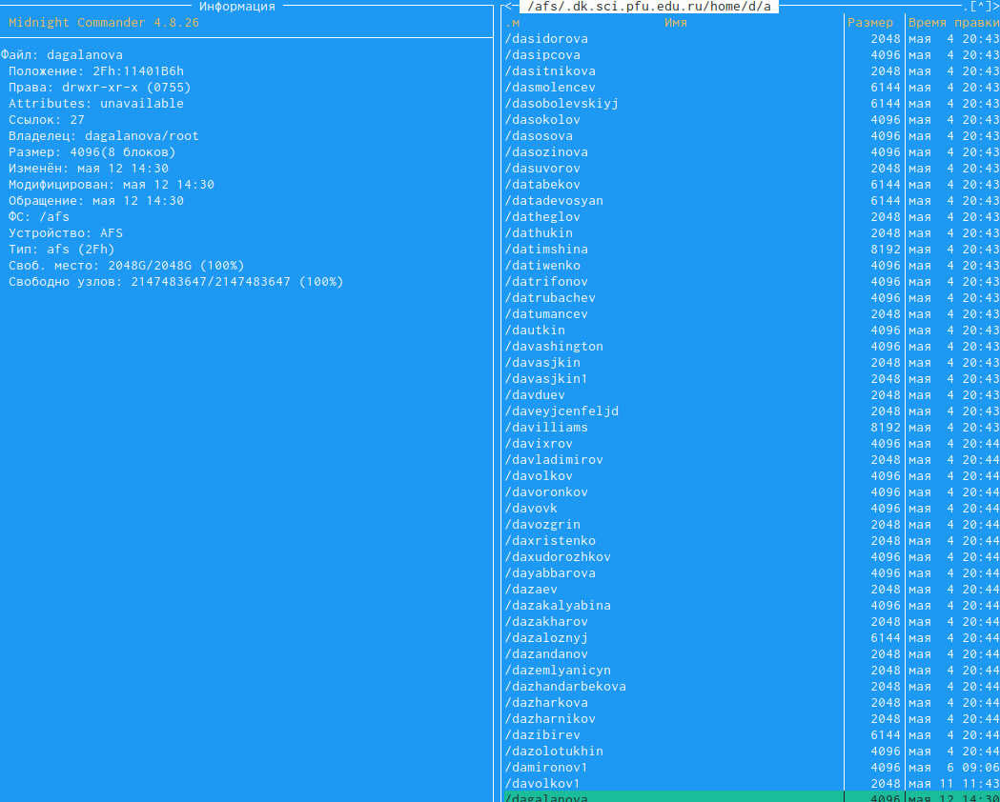 Информация
Midnight Commander 4.8.26
Файл: dagalanova
Положение: 2Fh:11401B6h
Права: drwxr-xr-x (0755)
Attributes: unavailable
Ссылок: 27
Владелец: dagalanova/root
Размер: 4096(8 блоков)
Изменён: мая 12 14:30
Модифицирован: мая 12 14:30
Обращение: мая 12 14:30
ФС: /afs
Устройство: AFS
Тип: afs (2Fh)
Своб. место: 2048G/2048G (100%)
Свободно узлов: 2147483647/2147483647 (100%)
<─ /afs/.dk.sci.pfu.edu.ru/home/d/a ─.[^]>
.и Имя Размер Время правки
/dasidorova 2048 мая 4 20:43
/dasipcova 4096 мая 4 20:43
/dasitnikova 2048 мая 4 20:43
/dasmolencev 6144 мая 4 20:43
/dasobolevskiyj 6144 мая 4 20:43
/dasokolov 4096 мая 4 20:43
/dasosova 4096 мая 4 20:43
/dasozinova 4096 мая 4 20:43
/dasuvorov 2048 мая 4 20:43
/databekov 6144 мая 4 20:43
/datadevosyan 6144 мая 4 20:43
/datheglov 2048 мая 4 20:43
/dathukin 2048 мая 4 20:43
/datimshina 8192 мая 4 20:43
/datiwenko 4096 мая 4 20:43
/datrifonov 4096 мая 4 20:43
/datrubachev 4096 мая 4 20:43
/datumancev 2048 мая 4 20:43
/dautkin 4096 мая 4 20:43
/davashington 4096 мая 4 20:43
/davasjkin 2048 мая 4 20:43
/davasjkin1 2048 мая 4 20:43
/davduev 2048 мая 4 20:43
/daveyjcenfeljd 2048 мая 4 20:43
/davilliams 8192 мая 4 20:43
/davixrov 4096 мая 4 20:44
/davladimirov 2048 мая 4 20:44
/davolkov 4096 мая 4 20:44
/davoronkov 4096 мая 4 20:44
/davovk 4096 мая 4 20:44
/davozgrin 2048 мая 4 20:44
/daxristenko 2048 мая 4 20:44
/daxudorozhkov 4096 мая 4 20:44
/dayabbarova 4096 мая 4 20:44
/dazaev 2048 мая 4 20:44
/dazakalyabina 4096 мая 4 20:44
/dazakharov 2048 мая 4 20:44
/dazaloznyj 6144 мая 4 20:44
/dazandanov 2048 мая 4 20:44
/dazemlyanicyn 2048 мая 4 20:44
/dazhandarbekova 2048 мая 4 20:44
/dazharkova 2048 мая 4 20:44
/dazharnikov 2048 мая 4 20:44
/dazibirev 6144 мая 4 20:44
/dazolotukhin 4096 мая 4 20:44
/damironov1 4096 мая 6 09:06
/davolkov1 2048 мая 11 11:43
/dagalanova 4096 мая 12 14:30